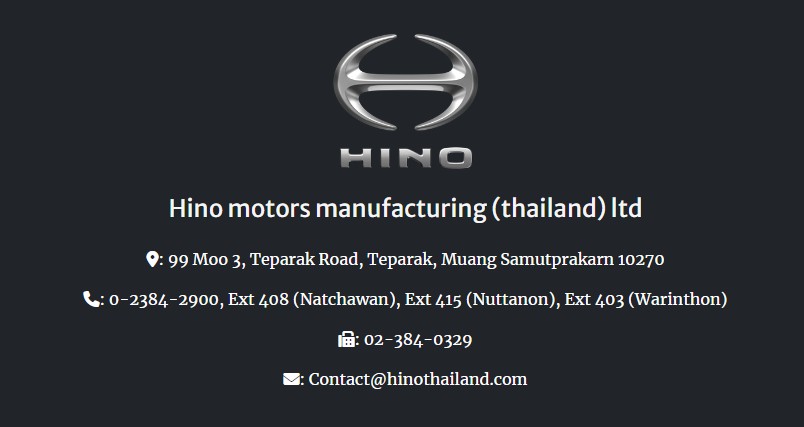 HINO
Hino motors manufacturing (thailand) ltd
: 99 Moo 3, Teparak Road, Teparak, Muang Samutprakarn 10270
: 0-2384-2900, Ext 408 (Natchawan), Ext 415 (Nuttanon), Ext 403 (Warinthon)
: 02-384-0329
: Contact@hinothailand.com